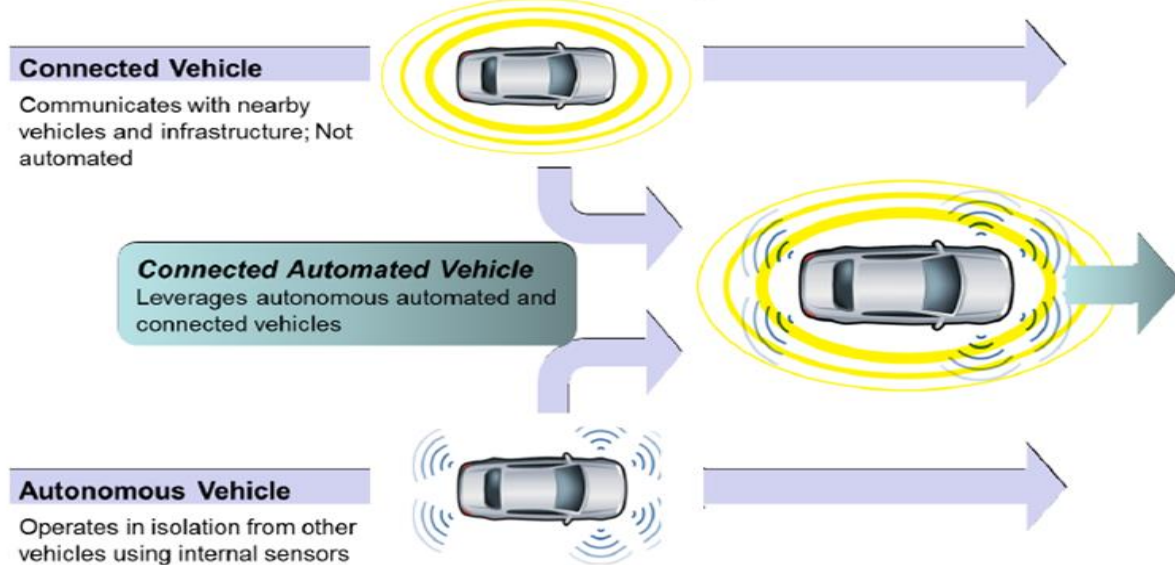 Connected Vehicle
Communicates with nearby
vehicles and infrastructure; Not
automated
Connected Automated Vehicle
Leverages autonomous automated and
connected vehicles
Autonomous Vehicle
Operates in isolation from other
vehicles using internal sensors